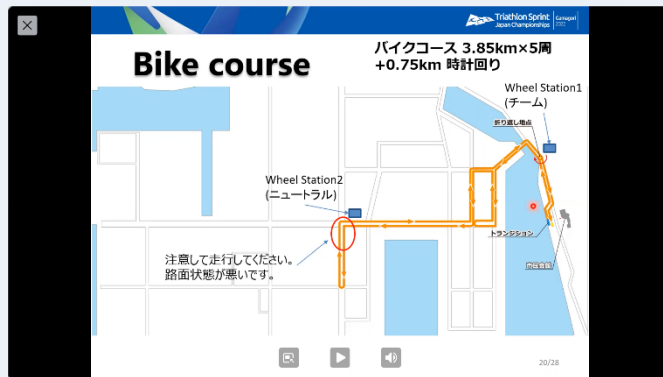 Triathlon Sprint
Japan Championships
Gamagori
2022
Bike course
バイクコース 3.85km×5周
+0.75km 時計回り
Wheel Station1
(チーム)
折り返し地点
Wheel Station2
(ニュートラル)
トランジション
注意して走行してください。
路面状態が悪いです。
20/28